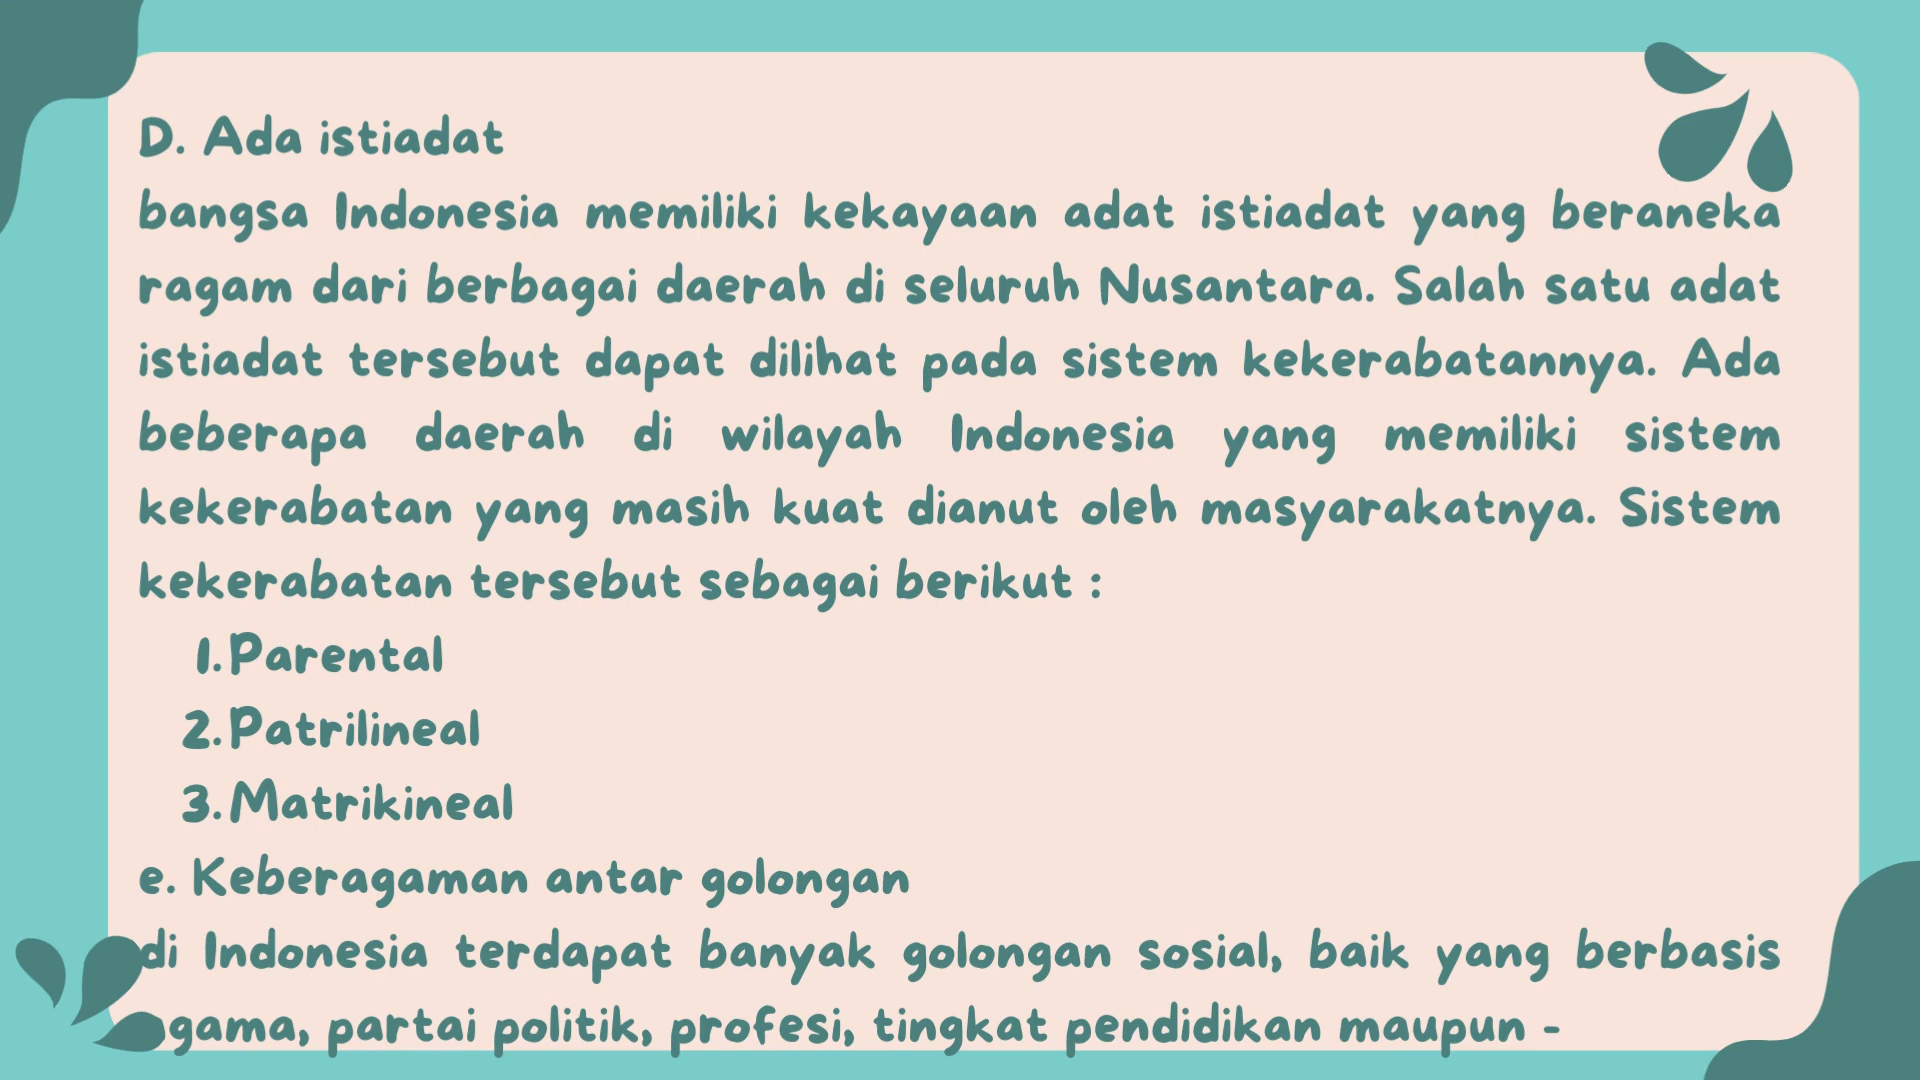 D. Ada istiadat
bangsa Indonesia memiliki kekayaan adat istiadat yang beraneka
ragam dari berbagai daerah di seluruh Nusantara. Salah satu adat
istiadat tersebut dapat dilihat pada sistem kekerabatannya. Ada
beberapa daerah di wilayah Indonesia yang memiliki sistem
kekerabatan yang masih kuat dianut oleh masyarakatnya. Sistem
kekerabatan tersebut sebagai berikut :
1. Parental
2. Patrilineal
3. Matrikineal
e. Keberagaman antar golongan
di Indonesia terdapat banyak golongan sosial, baik yang berbasis
agama, partai politik, profesi, tingkat pendidikan maupun -